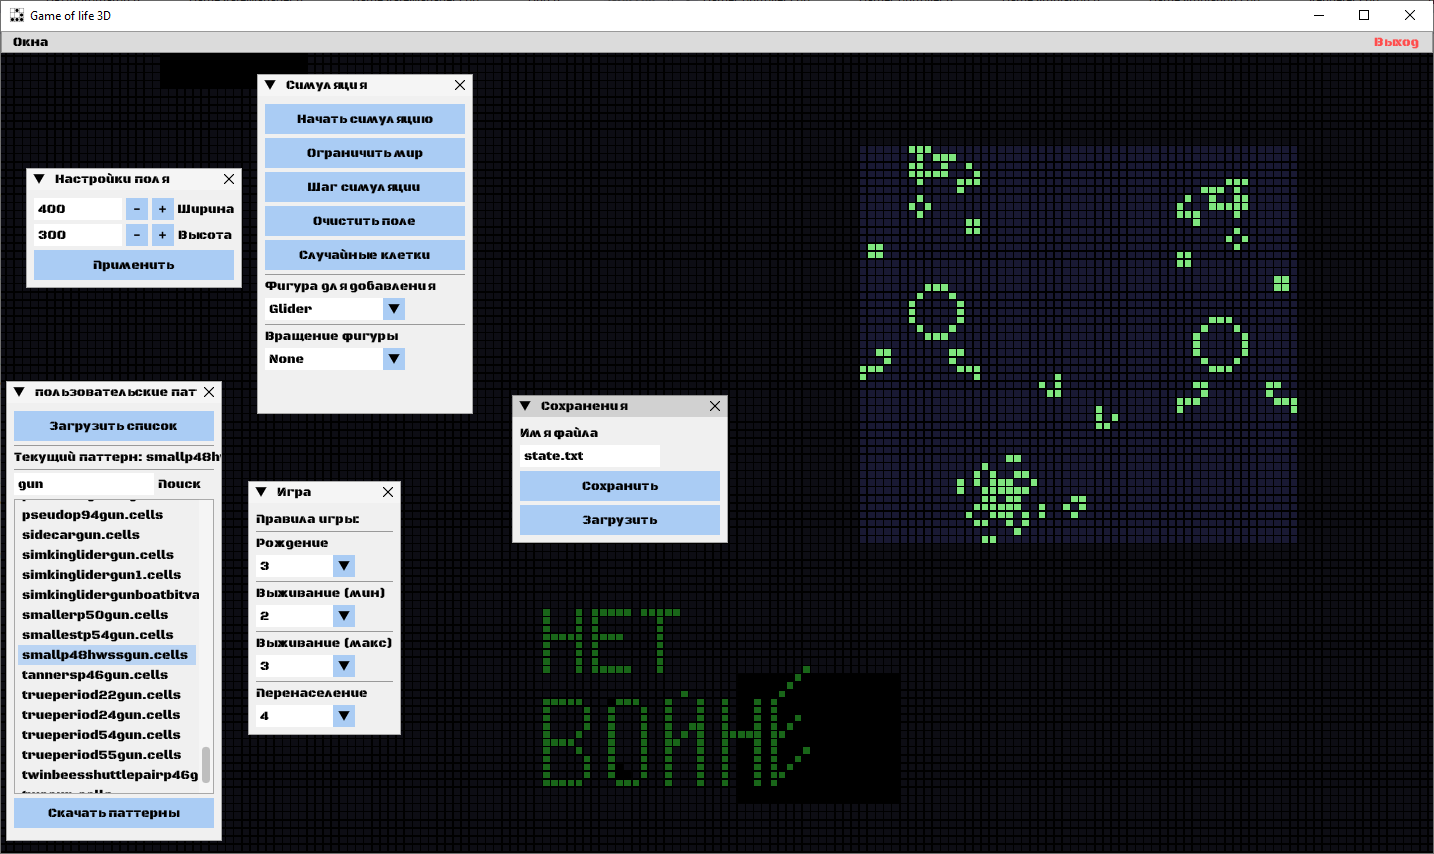 Game of life 3D
Окна
Выход
Симуляция
Начать симуляцию
Ограничить мир
Шаг симуляции
Очистить поле
Случайные клетки
Фигура для добавления
Glider
Вращение фигуры
None
Настройки поля
400 - + Ширина
300 - + Высота
Применить
пользовательские пат
Загрузить список
Текущий паттерн: smallp48h
gun Поиск
pseudop94gun.cells
sidecargun.cells
simkinglidergun.cells
simkinglidergun1.cells
simkinglidergunboatbitva
smallerp50gun.cells
smallestp54gun.cells
smallp48hwssgun.cells
tannersp46gun.cells
trueperiod22gun.cells
trueperiod24gun.cells
trueperiod54gun.cells
trueperiod55gun.cells
twinbeesshuttlepairp46g
Скачать паттерны
Игра
Правила игры:
Рождение
3
Выживание (мин)
2
Выживание (макс)
3
Перенаселение
4
Сохранения
Имя файла
state.txt
Сохранить
Загрузить
НЕТ
ВОЙНЕ